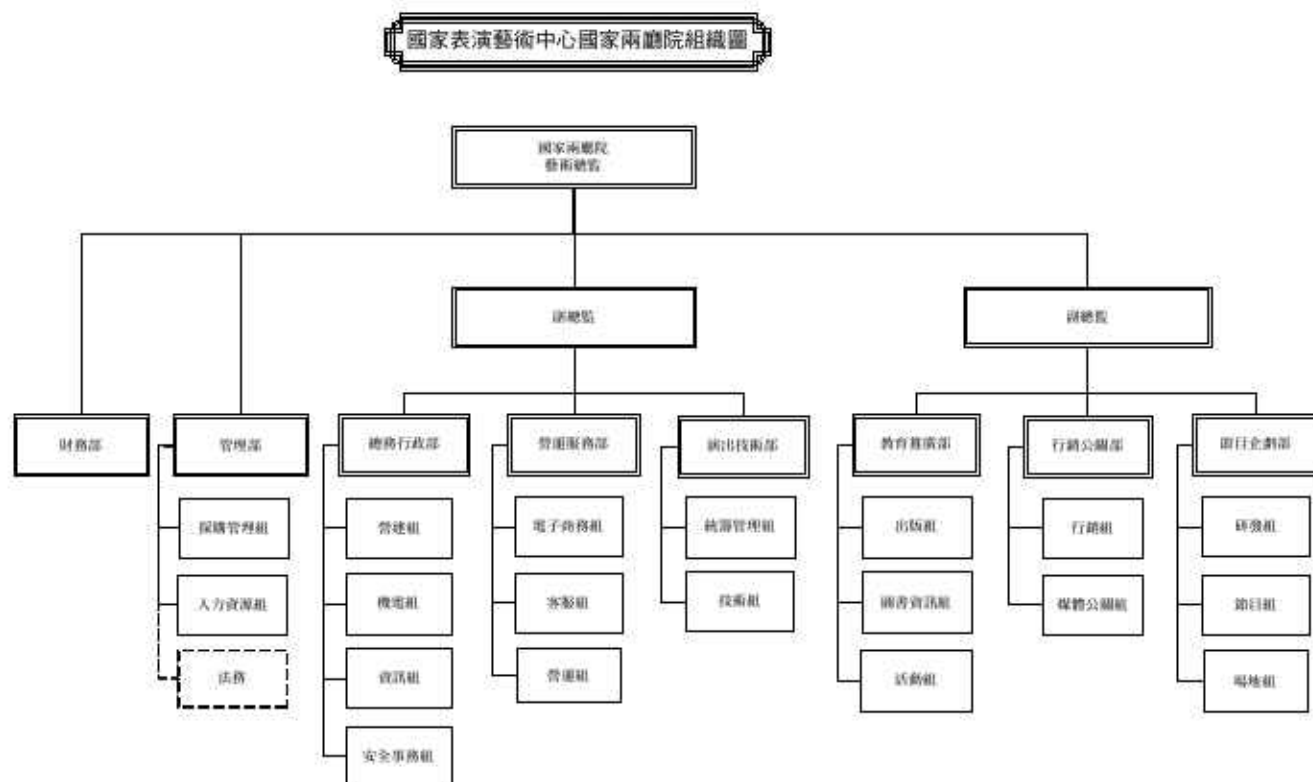 國家表演藝術中心國家兩廳院組織圖
國家兩廳院
藝術總監
副總監
副總監
財務部
管理部
總務行政部
營運服務部
演出技術部
教育推廣部
行銷公關部
節目企劃部
採購管理組
營建組
電子商務組
統籌管理組
出版組
行銷組
研發組
人力資源組
機電組
客服組
技術組
圖書資訊組
媒體公關組
節目組
法務
資訊組
營運組
活動組
場地組
安全事務組